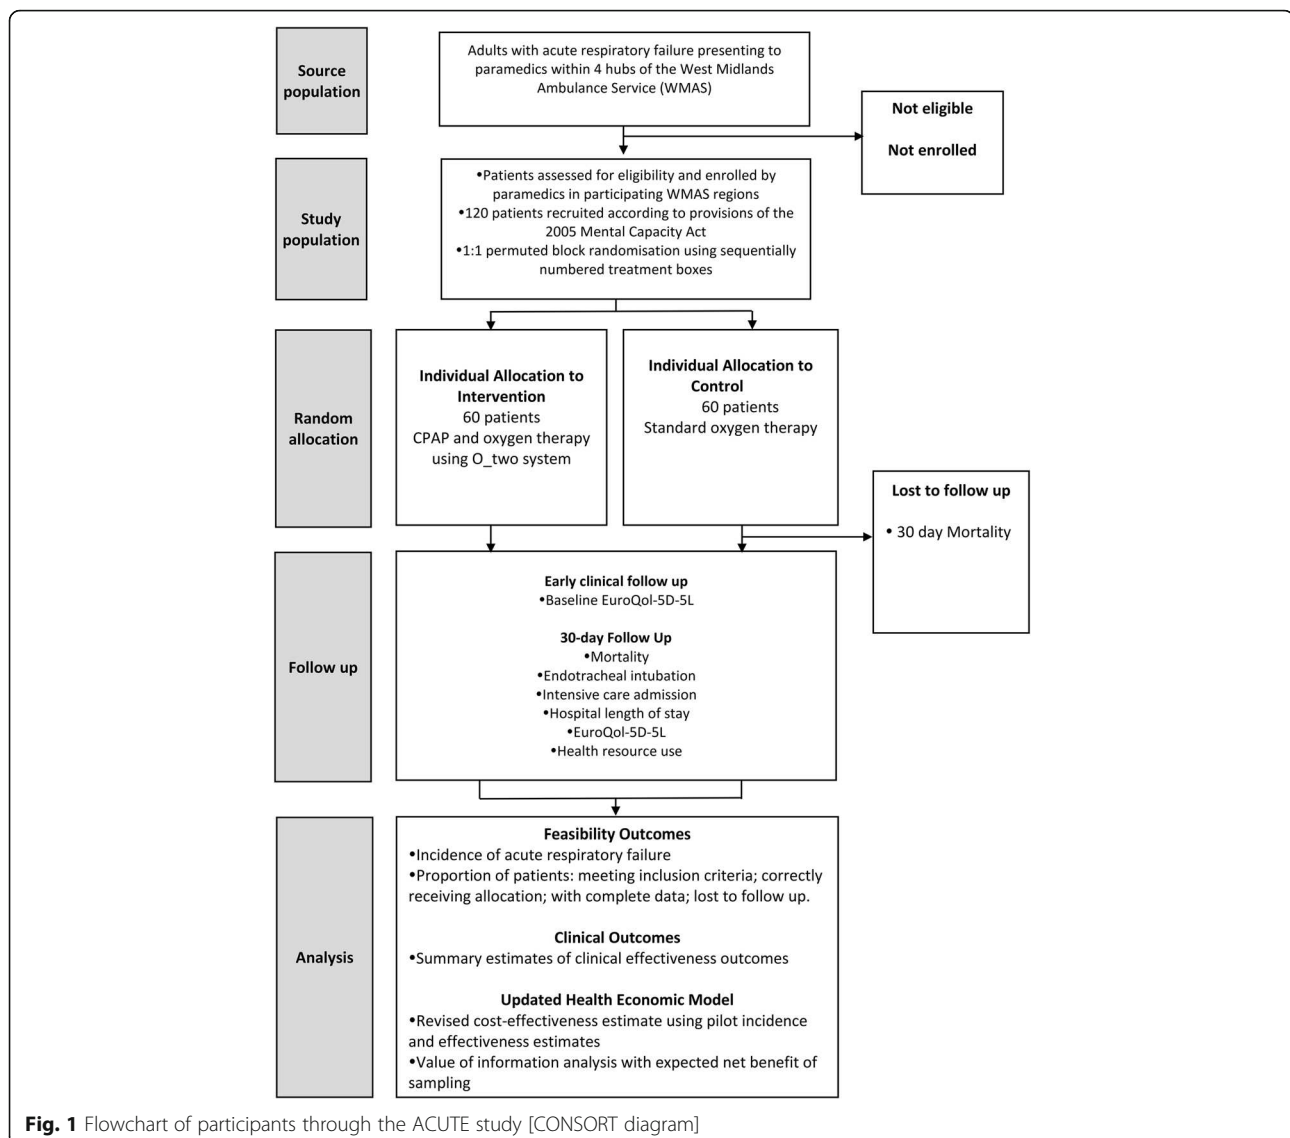 Source
population
Adults with acute respiratory failure presenting to
paramedics within 4 hubs of the West Midlands
Ambulance Service (WMAS)
Not eligible
Not enrolled
Study
population
•Patients assessed for eligibility and enrolled by
paramedics in participating WMAS regions
•120 patients recruited according to provisions of the
2005 Mental Capacity Act
•1:1 permuted block randomisation using sequentially
numbered treatment boxes
Random
allocation
Individual Allocation to
Intervention
60 patients
CPAP and oxygen therapy
using O_two system
Individual Allocation to
Control
60 patients
Standard oxygen therapy
Lost to follow up
• 30 day Mortality
Follow up
Early clinical follow up
•Baseline EuroQol-5D-5L
30-day Follow Up
•Mortality
•Endotracheal intubation
•Intensive care admission
•Hospital length of stay
•EuroQol-5D-5L
•Health resource use
Analysis
Feasibility Outcomes
•Incidence of acute respiratory failure
•Proportion of patients: meeting inclusion criteria; correctly
receiving allocation; with complete data; lost to follow up.
Clinical Outcomes
•Summary estimates of clinical effectiveness outcomes
Updated Health Economic Model
•Revised cost-effectiveness estimate using pilot incidence
and effectiveness estimates
•Value of information analysis with expected net benefit of
sampling
Fig. 1 Flowchart of participants through the ACUTE study [CONSORT diagram]